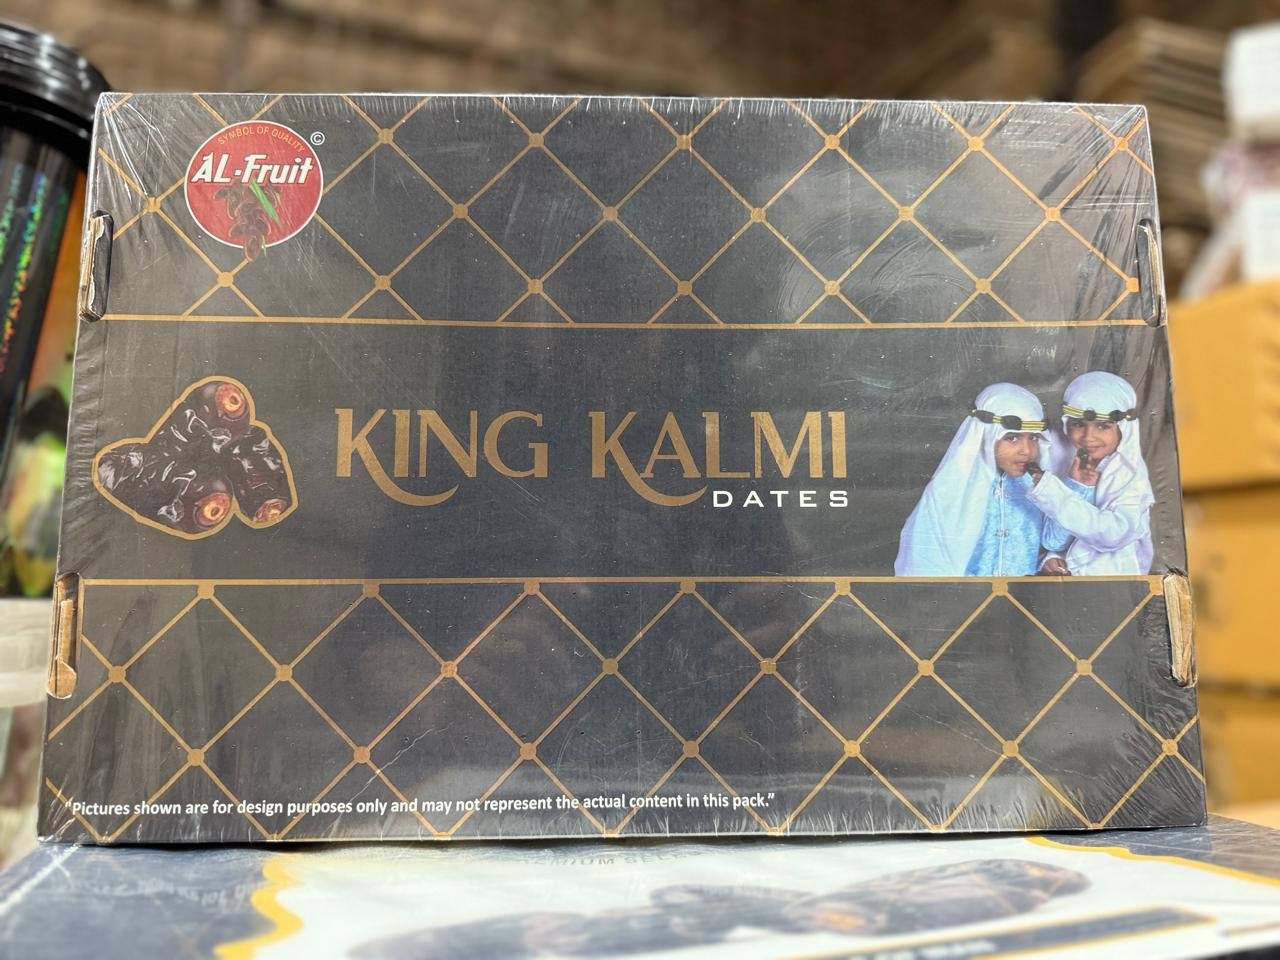 SYMBOL OF QUALITY
©
AL-Fruit
KING KALMI
DATES
"Pictures shown are for design purposes only and may not represent the actual content in this pack."